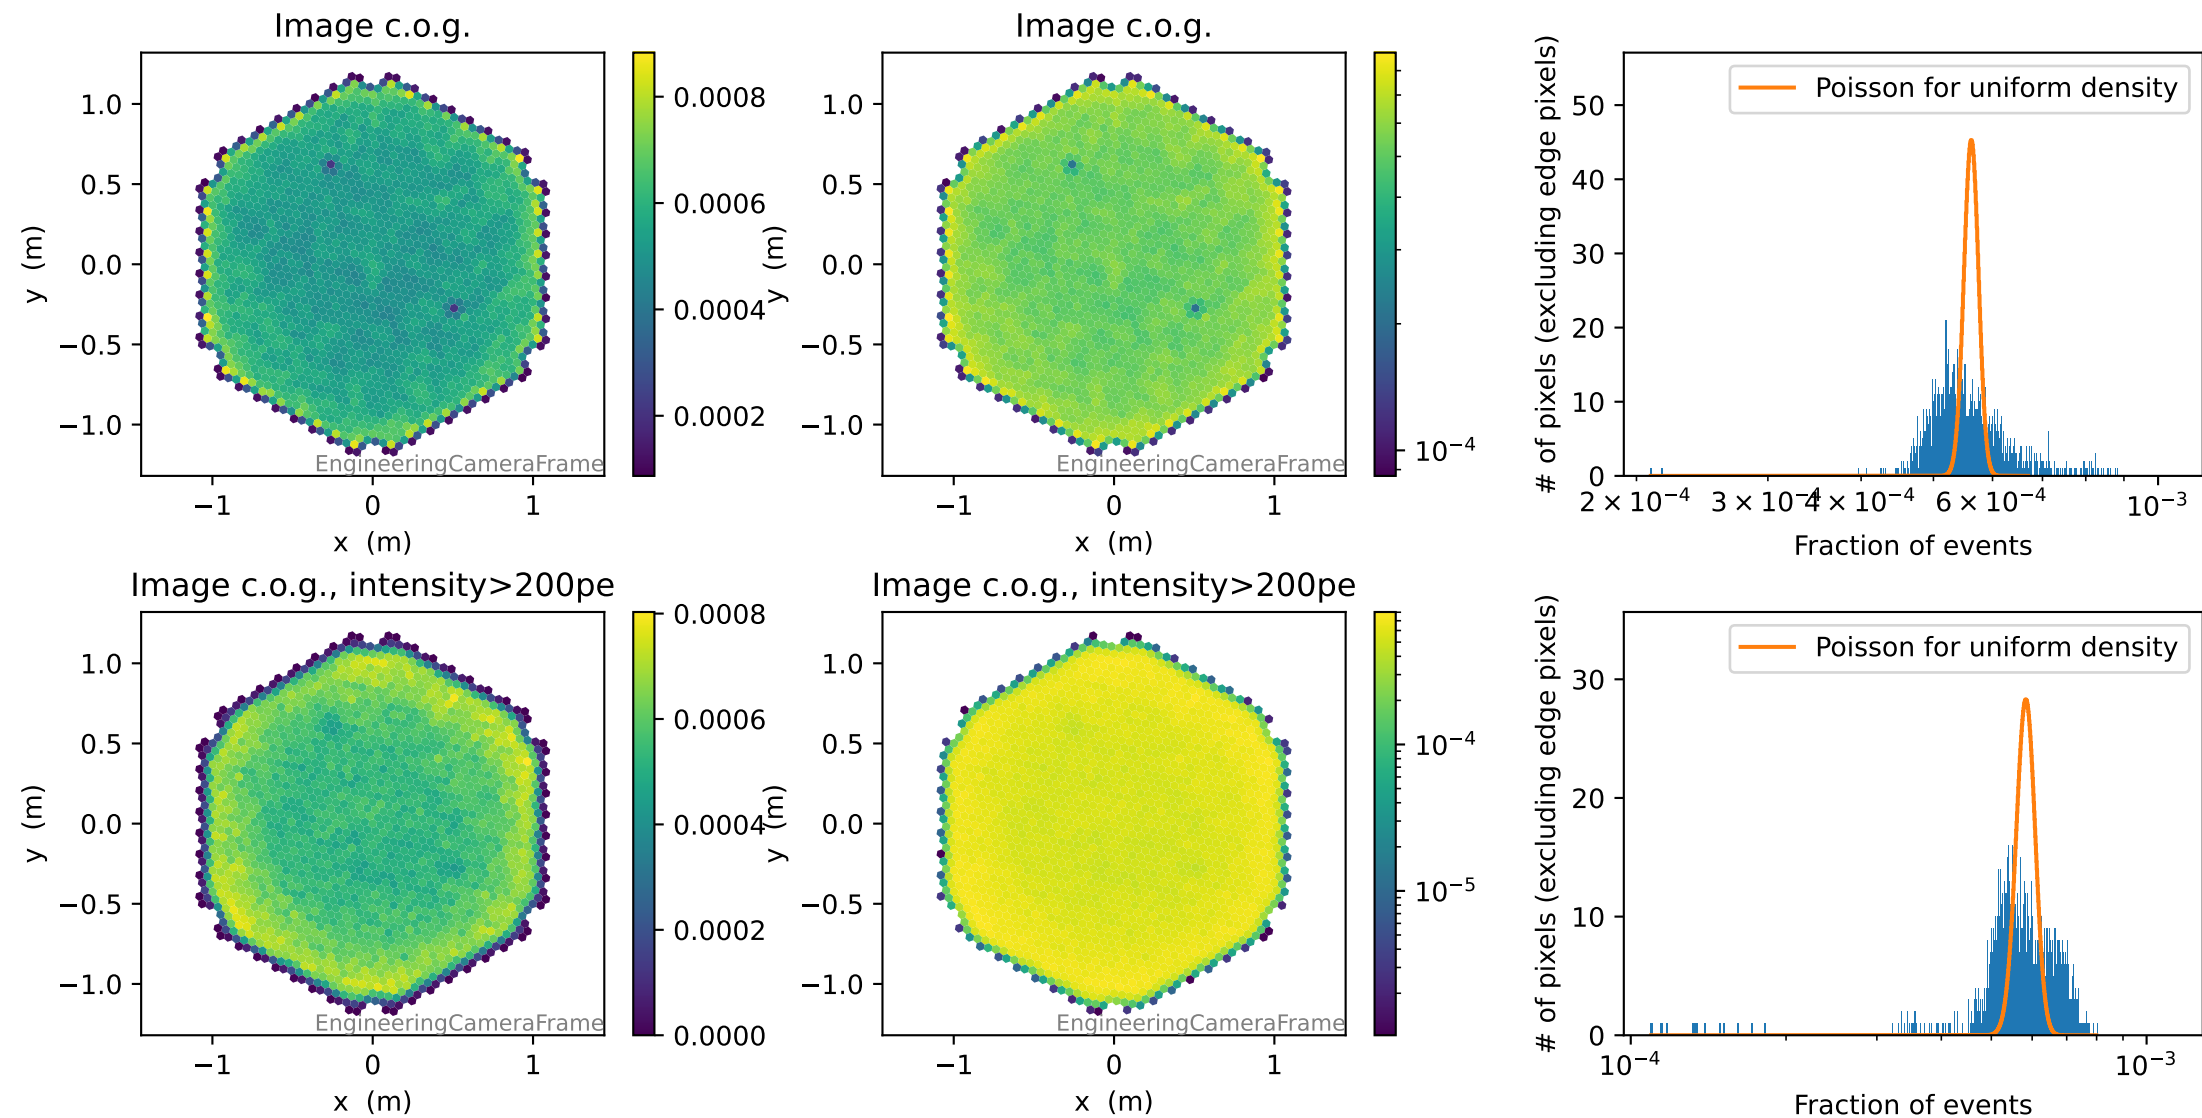 Image c.o.g.
y (m)
1.0
0.5
0.0
−0.5
−1.0
EngineeringCameraFrame
−1 0 1
x (m)
0.0008
0.0006
0.0004
0.0002
Image c.o.g.
y (m)
1.0
0.5
0.0
−0.5
−1.0
EngineeringCameraFrame
−1 0 1
x (m)
10⁻⁴
# of pixels (excluding edge pixels)
50
40
30
20
10
0
Poisson for uniform density
2 × 10⁻⁴ 3 × 10⁻⁴ 4 × 10⁻⁴ 6 × 10⁻⁴ 10⁻³
Fraction of events
Image c.o.g., intensity>200pe
y (m)
1.0
0.5
0.0
−0.5
−1.0
EngineeringCameraFrame
−1 0 1
x (m)
0.0008
0.0006
0.0004
0.0002
0.0000
Image c.o.g., intensity>200pe
y (m)
1.0
0.5
0.0
−0.5
−1.0
EngineeringCameraFrame
−1 0 1
x (m)
10⁻⁴
10⁻⁵
# of pixels (excluding edge pixels)
30
20
10
0
Poisson for uniform density
10⁻⁴ 10⁻³
Fraction of events